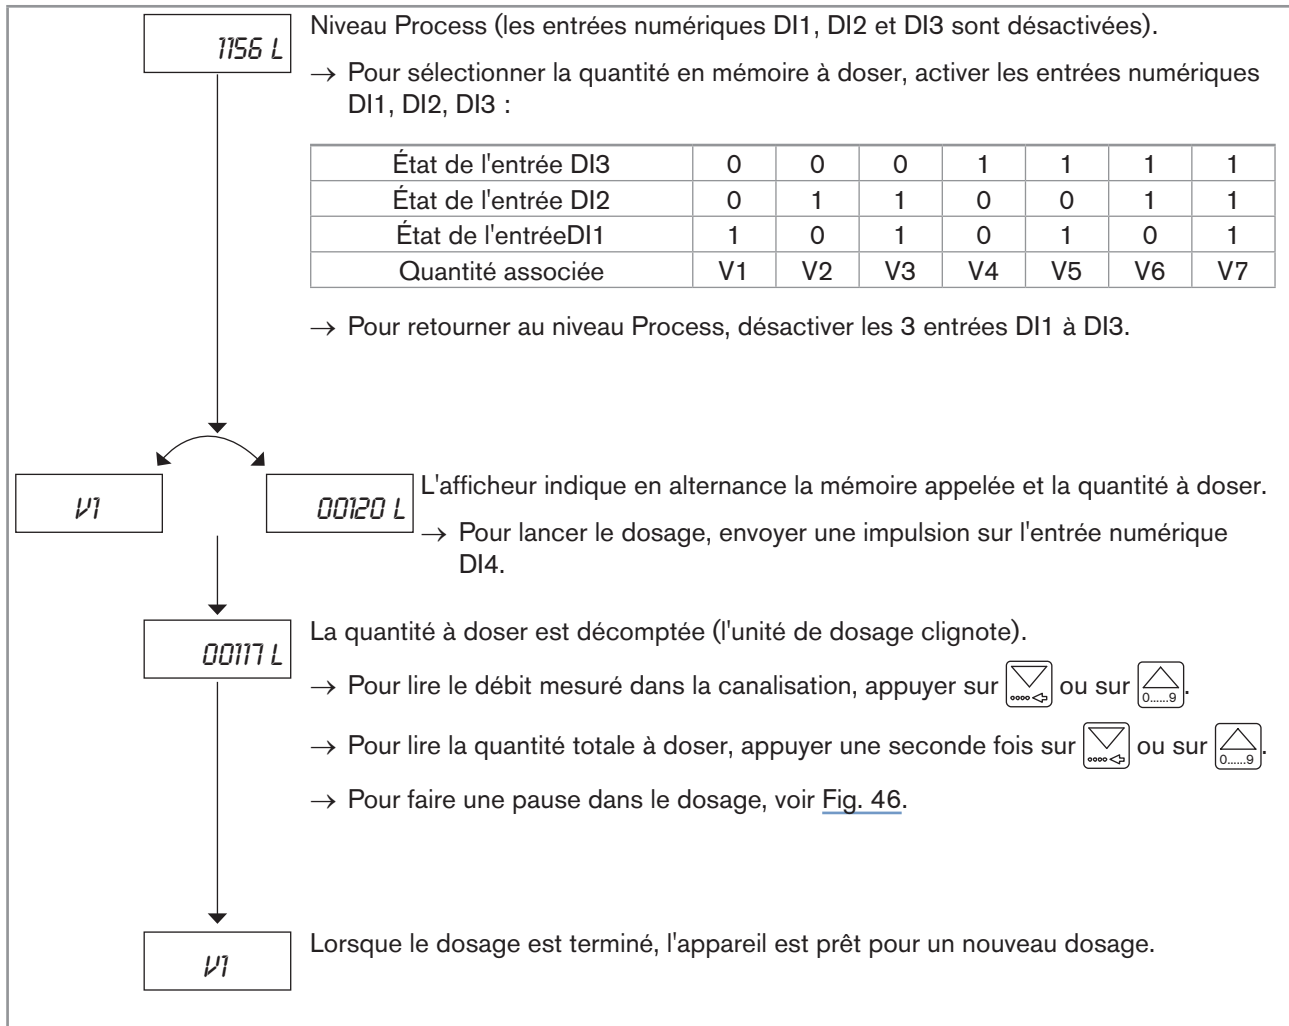 1156 L
Niveau Process (les entrées numériques DI1, DI2 et DI3 sont désactivées).
→ Pour sélectionner la quantité en mémoire à doser, activer les entrées numériques
DI1, DI2, DI3 :
État de l'entrée DI3 0 0 0 1 1 1 1
État de l'entrée DI2 0 1 1 0 0 1 1
État de l'entréeDI1 1 0 1 0 1 0 1
Quantité associée V1 V2 V3 V4 V5 V6 V7
→ Pour retourner au niveau Process, désactiver les 3 entrées DI1 à DI3.
V1
00120 L
L'afficheur indique en alternance la mémoire appelée et la quantité à doser.
→ Pour lancer le dosage, envoyer une impulsion sur l'entrée numérique
DI4.
00117 L
La quantité à doser est décomptée (l'unité de dosage clignote).
→ Pour lire le débit mesuré dans la canalisation, appuyer sur ou sur 0......9.
→ Pour lire la quantité totale à doser, appuyer une seconde fois sur ou sur 0......9.
→ Pour faire une pause dans le dosage, voir Fig. 46.
V1
Lorsque le dosage est terminé, l'appareil est prêt pour un nouveau dosage.